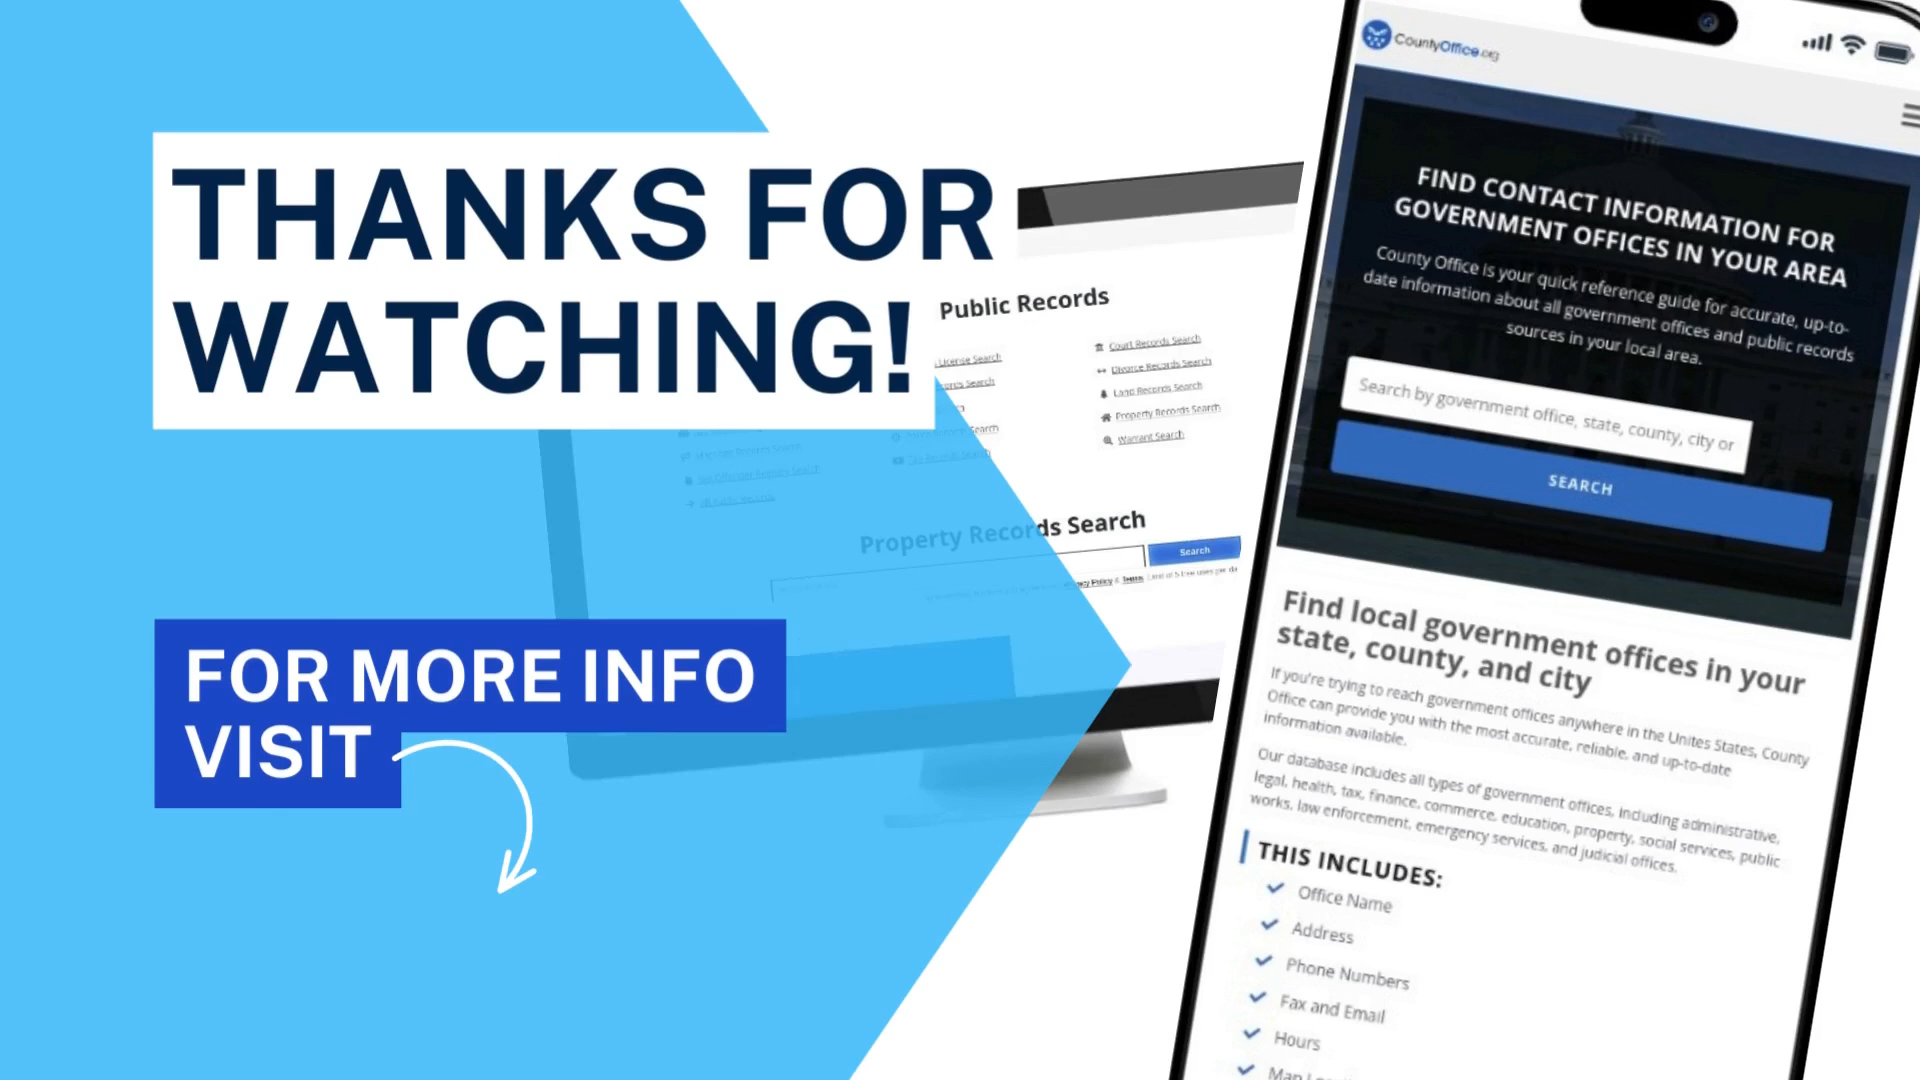 THANKS FOR
WATCHING!
FOR MORE INFO
VISIT
Public Records
License Search
Search
Search
Court Records Search
Divorce Records Search
Land Records Search
Property Records Search
Warrant Search
Property Records Search
Search
CountyOffice.org
FIND CONTACT INFORMATION FOR
GOVERNMENT OFFICES IN YOUR AREA
County Office is your quick reference guide for accurate, up-to-
date information about all government offices and public records
sources in your local area.
Search by government office, state, county, city or
SEARCH
Find local government offices in your
state, county, and city
If you're trying to reach government offices anywhere in the Unites States, County
Office can provide you with the most accurate, reliable, and up-to-date
information available.
Our database includes all types of government offices, including administrative,
legal, health, tax, finance, commerce, education, property, social services, public
works, law enforcement, emergency services, and judicial offices.
THIS INCLUDES:
Office Name
Address
Phone Numbers
Fax and Email
Hours